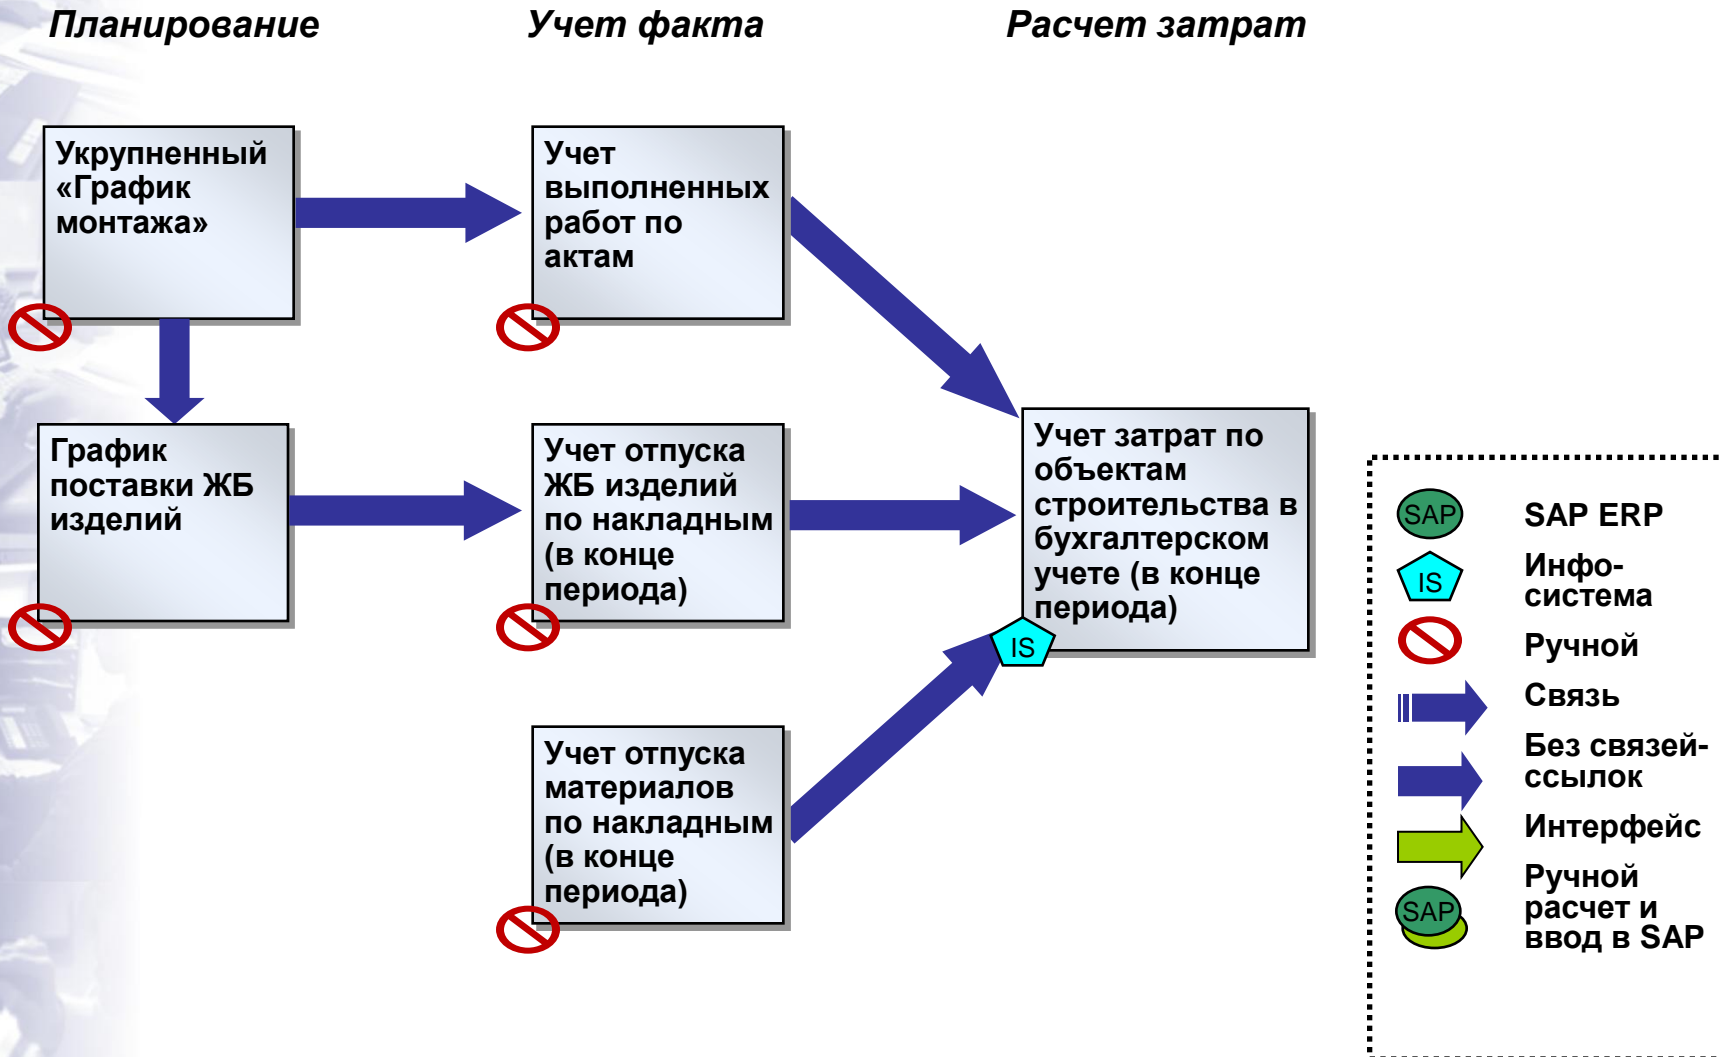 Планирование
Учет факта
Расчет затрат
Укрупненный
«График
монтажа»
Учет
выполненных
работ по
актам
График
поставки ЖБ
изделий
Учет отпуска
ЖБ изделий
по накладным
(в конце
периода)
Учет затрат по
объектам
строительства в
бухгалтерском
учете (в конце
периода)
IS
Учет отпуска
материалов
по накладным
(в конце
периода)
SAP
SAP ERP
IS
Инфо-
система
Ручной
Связь
Без связей-
ссылок
Интерфейс
SAP
Ручной
расчет и
ввод в SAP